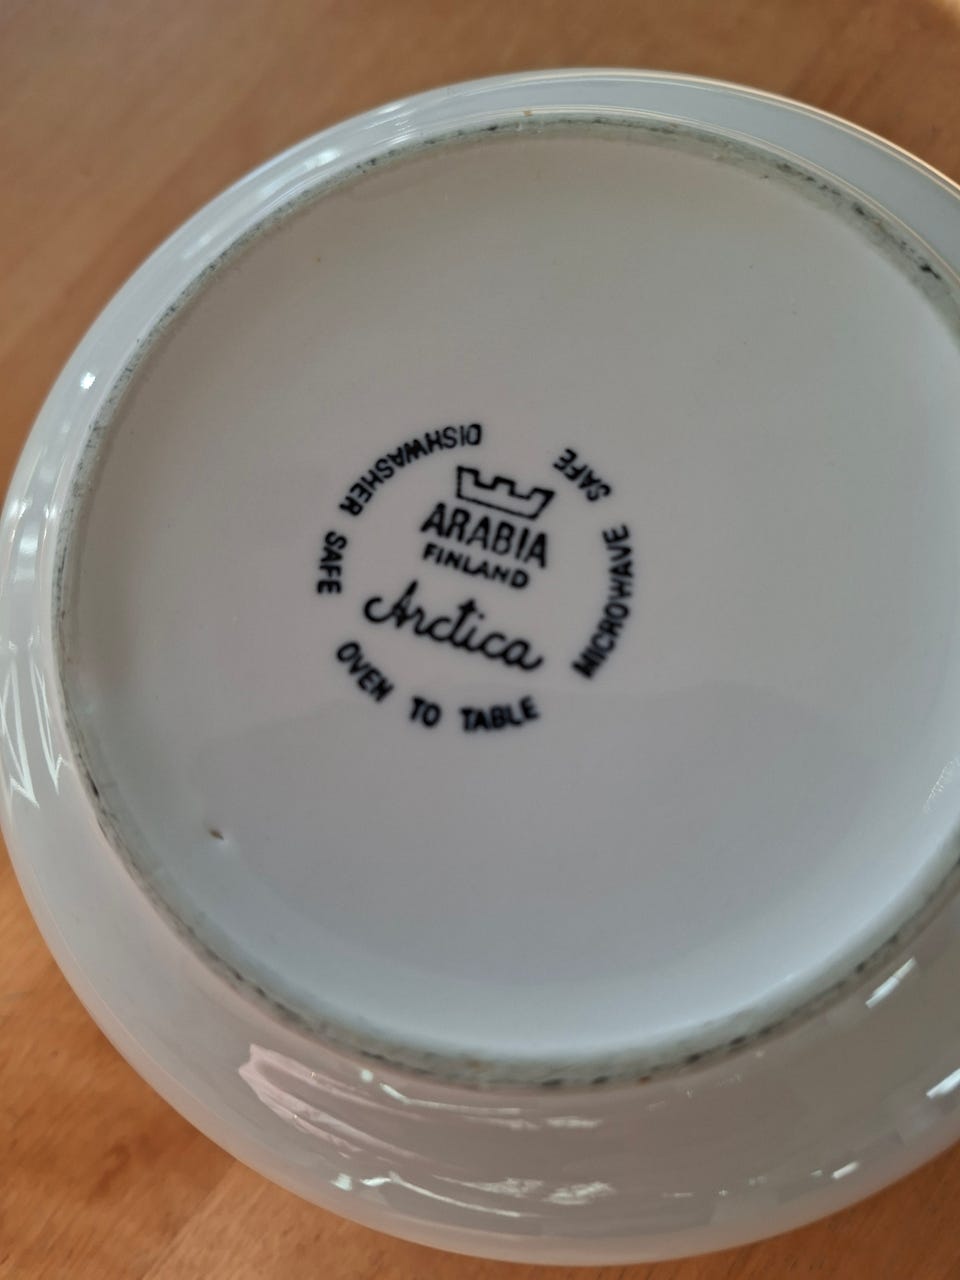 ARABIA
FINLAND
Arctica
DISHWASHER SAFE
OVEN TO TABLE
MICROWAVE SAFE